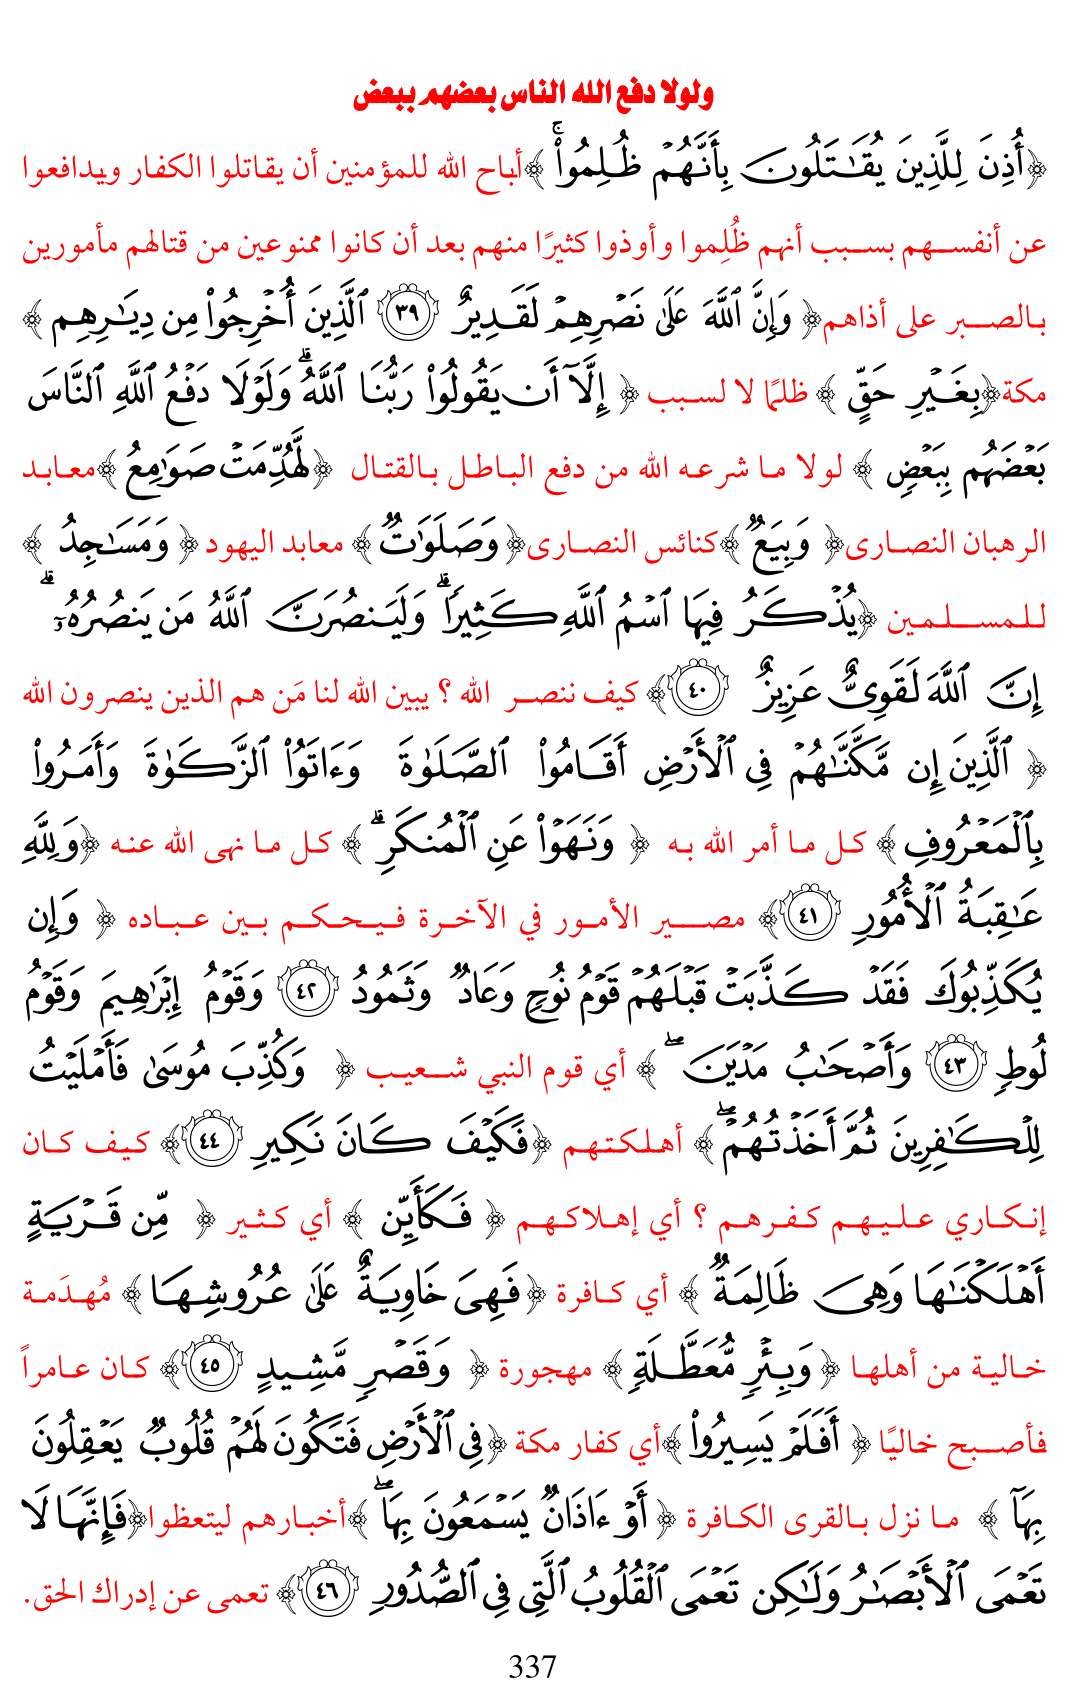 ولولا دفع الله الناس بعضهم ببعض
﴿أُذِنَ لِلَّذِينَ يُقَـٰتَلُونَ بِأَنَّهُمْ ظُلِمُوا۟ ۚ ﴾أباح الله للمؤمنين أن يقاتلوا الكفار ويدافعوا
عن أنفسهم بسبب أنهم ظُلِموا وأوذوا كثيرًا منهم بعد أن كانوا ممنوعين من قتالهم مأمورين
بالصبر على أذاهم﴿ وَإِنَّ ٱللَّهَ عَلَىٰ نَصْرِهِمْ لَقَدِيرٌ ٣٩ ٱلَّذِينَ أُخْرِجُوا۟ مِن دِيَـٰرِهِم ﴾
مكة﴿بِغَيْرِ حَقٍّ ﴾ ظلمًا لا لسبب ﴿ إِلَّآ أَن يَقُولُوا۟ رَبُّنَا ٱللَّهُ ۗ وَلَوْلَا دَفْعُ ٱللَّهِ ٱلنَّاسَ
بَعْضَهُم بِبَعْضٍ ﴾ لولا ما شرعه الله من دفع الباطل بالقتال ﴿لَّهُدِّمَتْ صَوَٰمِعُ ﴾معابد
الرهبان النصارى﴿ وَبِيَعٌ ﴾كنائس النصارى﴿ وَصَلَوَٰتٌ ﴾ معابد اليهود ﴿ وَمَسَـٰجِدُ ﴾
للمسلمين ﴿يُذْكَرُ فِيهَا ٱسْمُ ٱللَّهِ كَثِيرًا ۗ وَلَيَنصُرَنَّ ٱللَّهُ مَن يَنصُرُهُۥٓ ۗ
إِنَّ ٱللَّهَ لَقَوِىٌّ عَزِيزٌ ٤٠ ﴾ كيف ننصر الله ؟ يبين الله لنا مَن هم الذين ينصرون الله
﴿ ٱلَّذِينَ إِن مَّكَّنَّـٰهُمْ فِى ٱلْأَرْضِ أَقَامُوا۟ ٱلصَّلَوٰةَ وَءَاتَوُا۟ ٱلزَّكَوٰةَ وَأَمَرُوا۟
بِٱلْمَعْرُوفِ ﴾ كل ما أمر الله به ﴿ وَنَهَوْا۟ عَنِ ٱلْمُنكَرِ ۗ ﴾ كل ما نهى الله عنه ﴿وَلِلَّهِ
عَـٰقِبَةُ ٱلْأُمُورِ ٤١ ﴾ مصير الأمور في الآخرة فيحكم بين عباده ﴿ وَإِن
يُكَذِّبُوكَ فَقَدْ كَذَّبَتْ قَبْلَهُمْ قَوْمُ نُوحٍ وَعَادٌ وَثَمُودُ ٤٢ وَقَوْمُ إِبْرَٰهِيمَ وَقَوْمُ
لُوطٍ ٤٣ وَأَصْحَـٰبُ مَدْيَنَ ۖ ﴾ أي قوم النبي شعيب ﴿ وَكُذِّبَ مُوسَىٰ فَأَمْلَيْتُ
لِلْكَـٰفِرِينَ ثُمَّ أَخَذْتُهُمْ ۖ ﴾ أهلكتهم ﴿فَكَيْفَ كَانَ نَكِيرِ ٤٤ ﴾ كيف كان
إنكاري عليهم كفرهم ؟ أي إهلاكهم ﴿ فَكَأَيِّن ﴾ أي كثير ﴿ مِّن قَرْيَةٍ
أَهْلَكْنَـٰهَا وَهِىَ ظَالِمَةٌ ﴾ أي كافرة ﴿فَهِىَ خَاوِيَةٌ عَلَىٰ عُرُوشِهَا ﴾ مُهدَمة
خالية من أهلها ﴿ وَبِئْرٍ مُّعَطَّلَةٍ ﴾ مهجورة ﴿ وَقَصْرٍ مَّشِيدٍ ٤٥ ﴾ كان عامراً
فأصبح خاليًا ﴿ أَفَلَمْ يَسِيرُوا۟ ﴾أي كفار مكة ﴿فِى ٱلْأَرْضِ فَتَكُونَ لَهُمْ قُلُوبٌ يَعْقِلُونَ
بِهَآ ﴾ ما نزل بالقرى الكافرة ﴿ أَوْ ءَاذَانٌ يَسْمَعُونَ بِهَا ۖ ﴾أخبارهم ليتعظوا﴿فَإِنَّهَا لَا
تَعْمَى ٱلْأَبْصَـٰرُ وَلَـٰكِن تَعْمَى ٱلْقُلُوبُ ٱلَّتِى فِى ٱلصُّدُورِ ٤٦ ﴾ تعمى عن إدراك الحق.
337